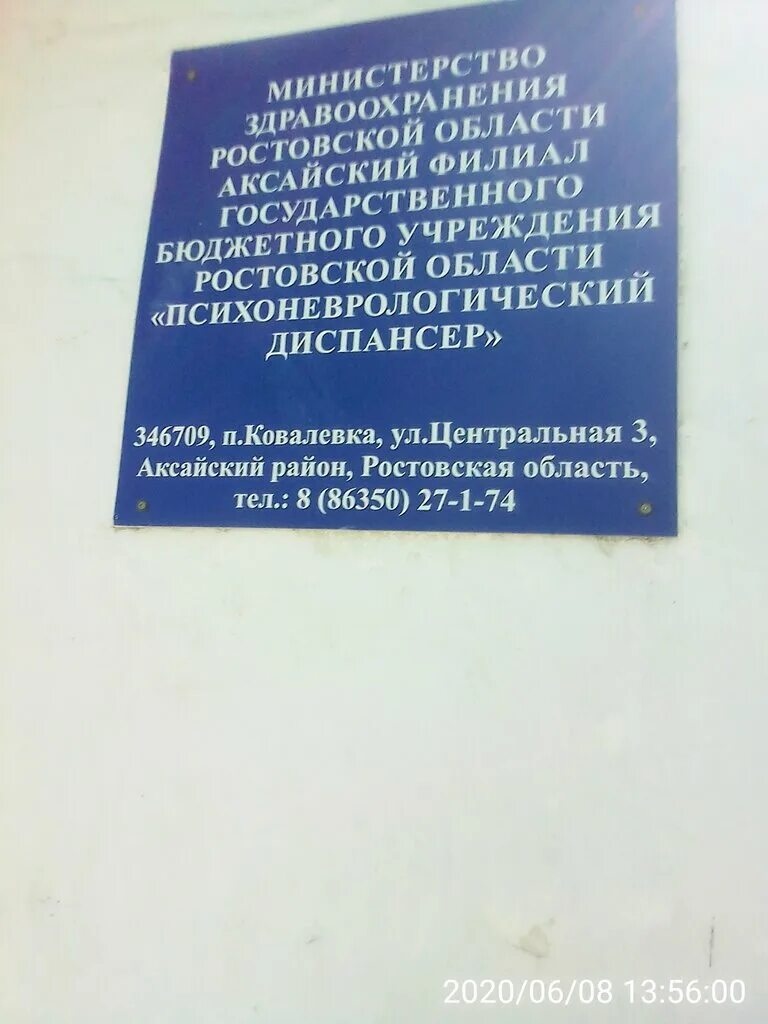 МИНИСТЕРСТВО
ЗДРАВООХРАНЕНИЯ
РОСТОВСКОЙ ОБЛАСТИ
АКСАЙСКИЙ ФИЛИАЛ
ГОСУДАРСТВЕННОГО
БЮДЖЕТНОГО УЧРЕЖДЕНИЯ
РОСТОВСКОЙ ОБЛАСТИ
«ПСИХОНЕВРОЛОГИЧЕСКИЙ
ДИСПАНСЕР»
346709, п.Ковалевка, ул.Центральная 3,
Аксайский район, Ростовская область,
тел.: 8 (86350) 27-1-74
2020/06/08 13:56:00